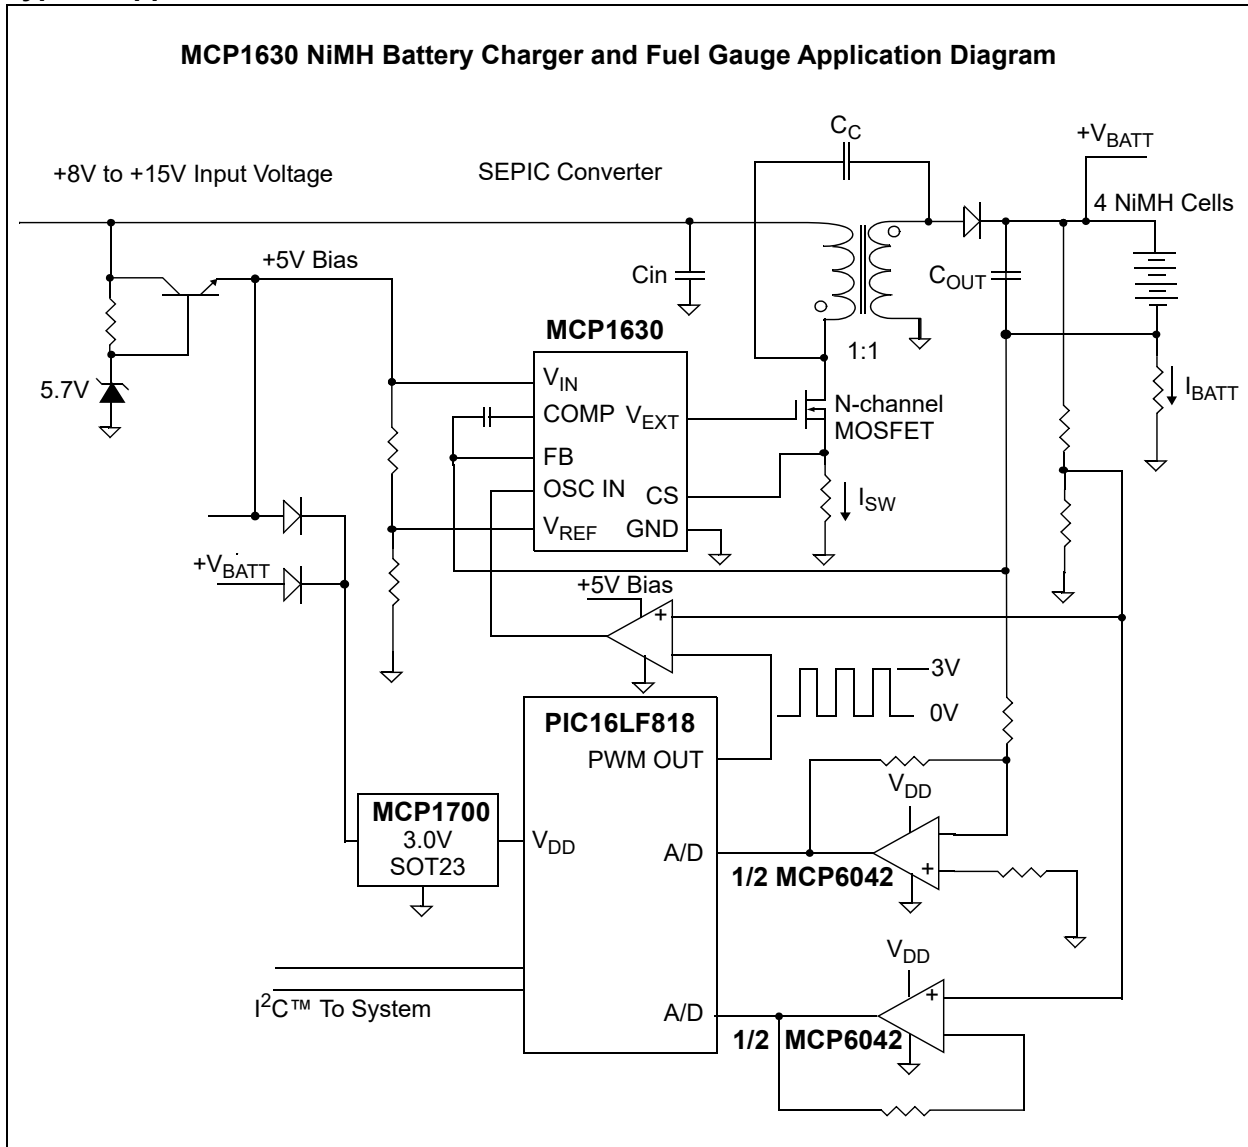 MCP1630 NiMH Battery Charger and Fuel Gauge Application Diagram
CC
+VBATT
+8V to +15V Input Voltage
SEPIC Converter
4 NiMH Cells
+5V Bias
Cin
COUT
MCP1630
1:1
5.7V
VIN
COMP
VEXT
N-channel
MOSFET
IBATT
FB
OSC IN
CS
ISW
VREF
GND
+VBATT
+5V Bias
+
3V
0V
PIC16LF818
PWM OUT
VDD
MCP1700
3.0V
SOT23
VDD
A/D
1/2 MCP6042
+
VDD
+
I2C™ To System
A/D
1/2 MCP6042